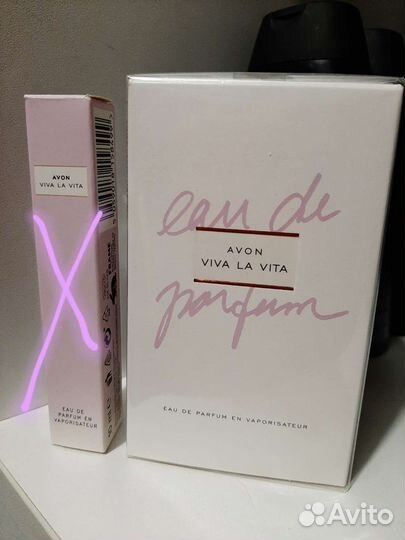 AVON
VIVA LA VITA
EAU DE
PARFUM EN
VAPORISATEUR
eau de
AVON
VIVA LA VITA
parfum
EAU DE PARFUM EN VAPORISATEUR
Avito